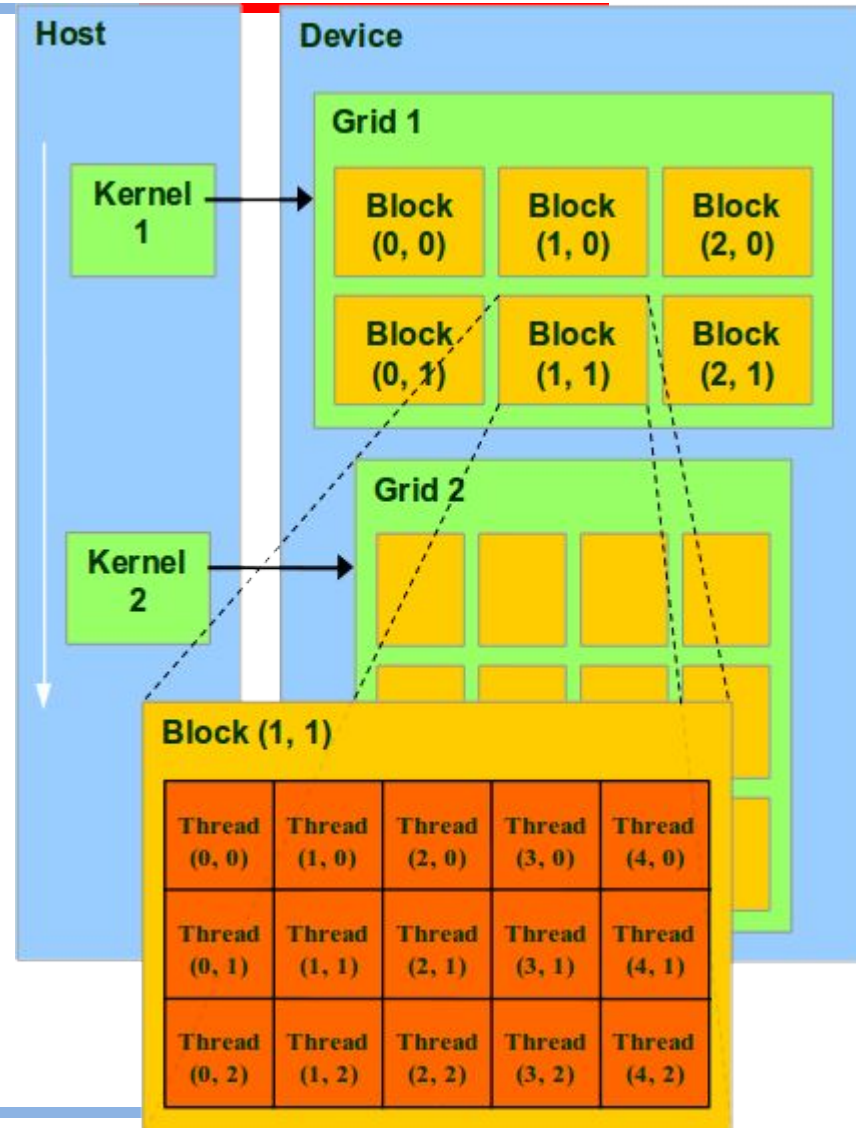 Host
Device
Grid 1
Kernel
1
Block
(0, 0)
Block
(1, 0)
Block
(2, 0)
Block
(0, 1)
Block
(1, 1)
Block
(2, 1)
Grid 2
Kernel
2
Block (1, 1)
Thread
(0, 0)
Thread
(1, 0)
Thread
(2, 0)
Thread
(3, 0)
Thread
(4, 0)
Thread
(0, 1)
Thread
(1, 1)
Thread
(2, 1)
Thread
(3, 1)
Thread
(4, 1)
Thread
(0, 2)
Thread
(1, 2)
Thread
(2, 2)
Thread
(3, 2)
Thread
(4, 2)